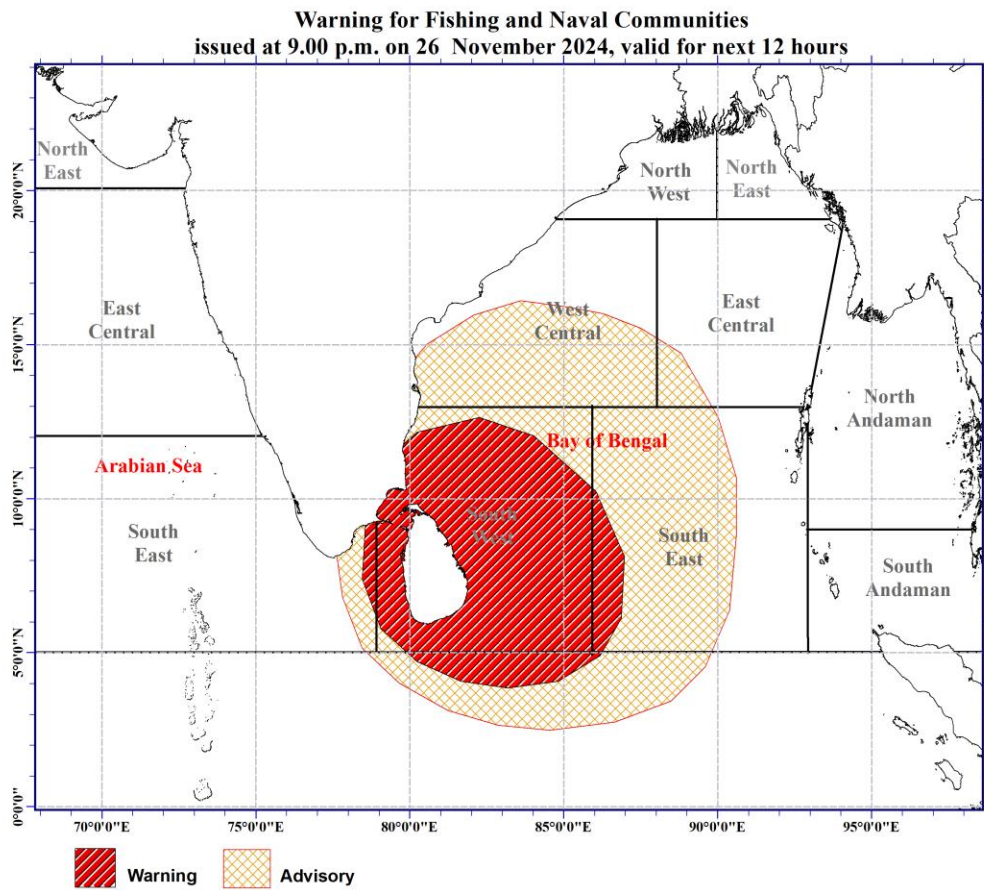 Warning for Fishing and Naval Communities
issued at 9.00 p.m. on 26 November 2024, valid for next 12 hours
North
East
North
West
North
East
20°0'0"N
East
Central
West
Central
East
Central
15°0'0"N
North
Andaman
Bay of Bengal
Arabian Sea
10°0'0"N
South
East
South
West
South
East
South
Andaman
5°0'0"N
0°0'0"
70°0'0"E
75°0'0"E
80°0'0"E
85°0'0"E
90°0'0"E
95°0'0"E
Warning
Advisory